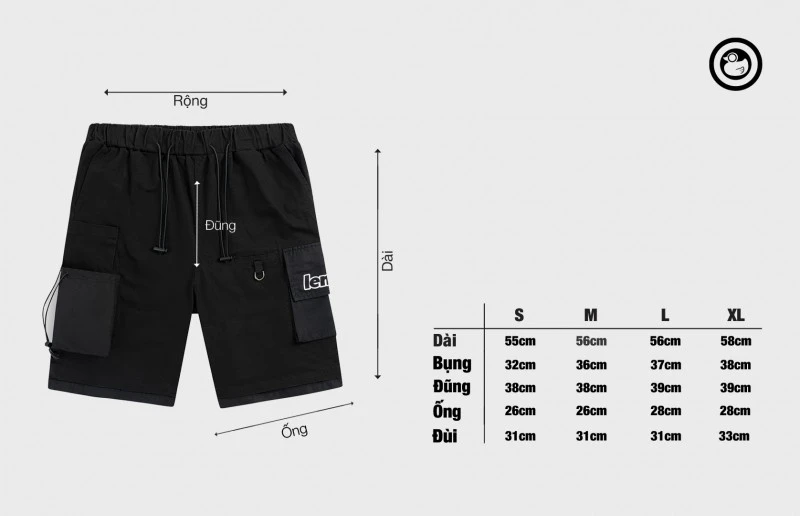 Rộng
Đũng
Dài
len
Ống
S M L XL
Dài 55cm 56cm 56cm 58cm
Bụng 32cm 36cm 37cm 38cm
Đũng 38cm 38cm 39cm 39cm
Ống 26cm 26cm 28cm 28cm
Đùi 31cm 31cm 31cm 33cm